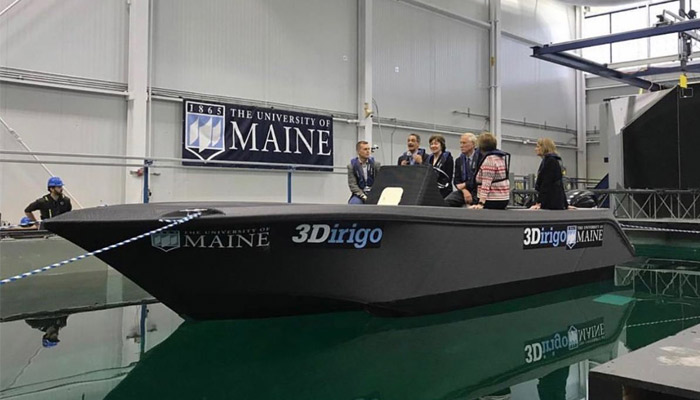 1865
THE UNIVERSITY OF
MAINE
THE UNIVERSITY OF
MAINE
3Dirigo
3Dirigo
THE UNIVERSITY OF
MAINE